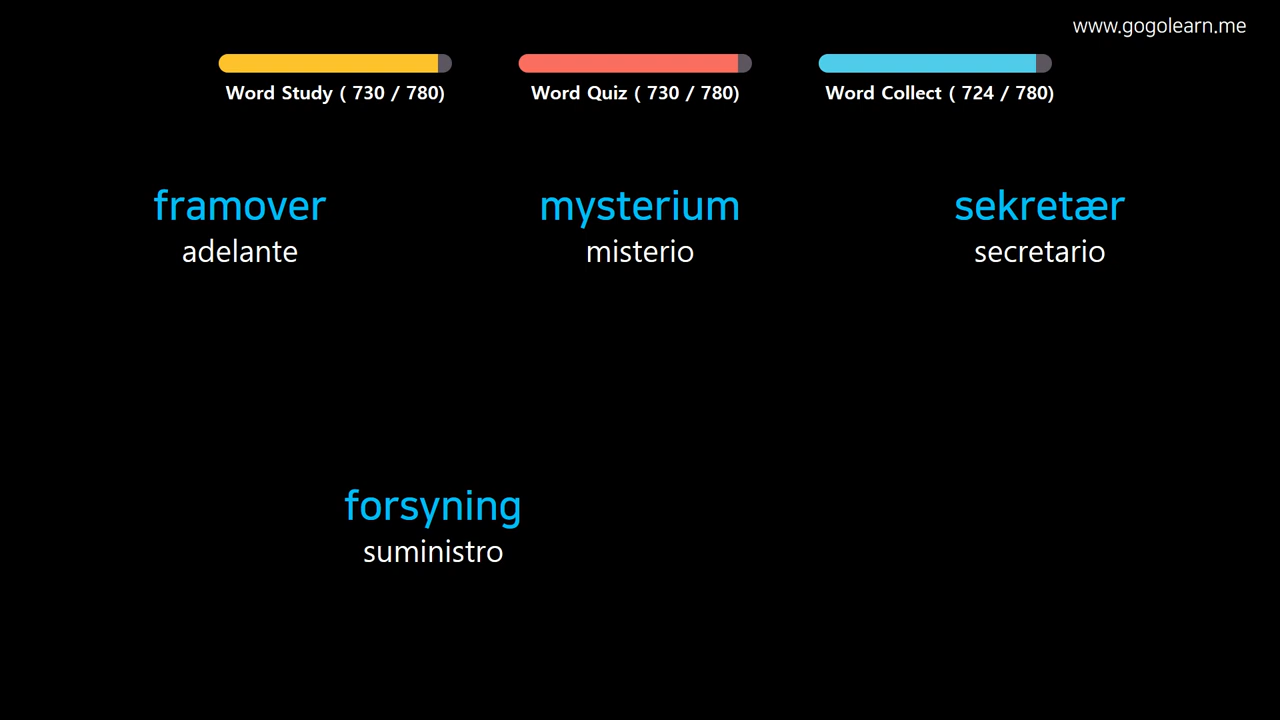 www.gogolearn.me
Word Study ( 730 / 780)
Word Quiz ( 730 / 780)
Word Collect ( 724 / 780)
framover
adelante
mysterium
misterio
sekretær
secretario
forsyning
suministro